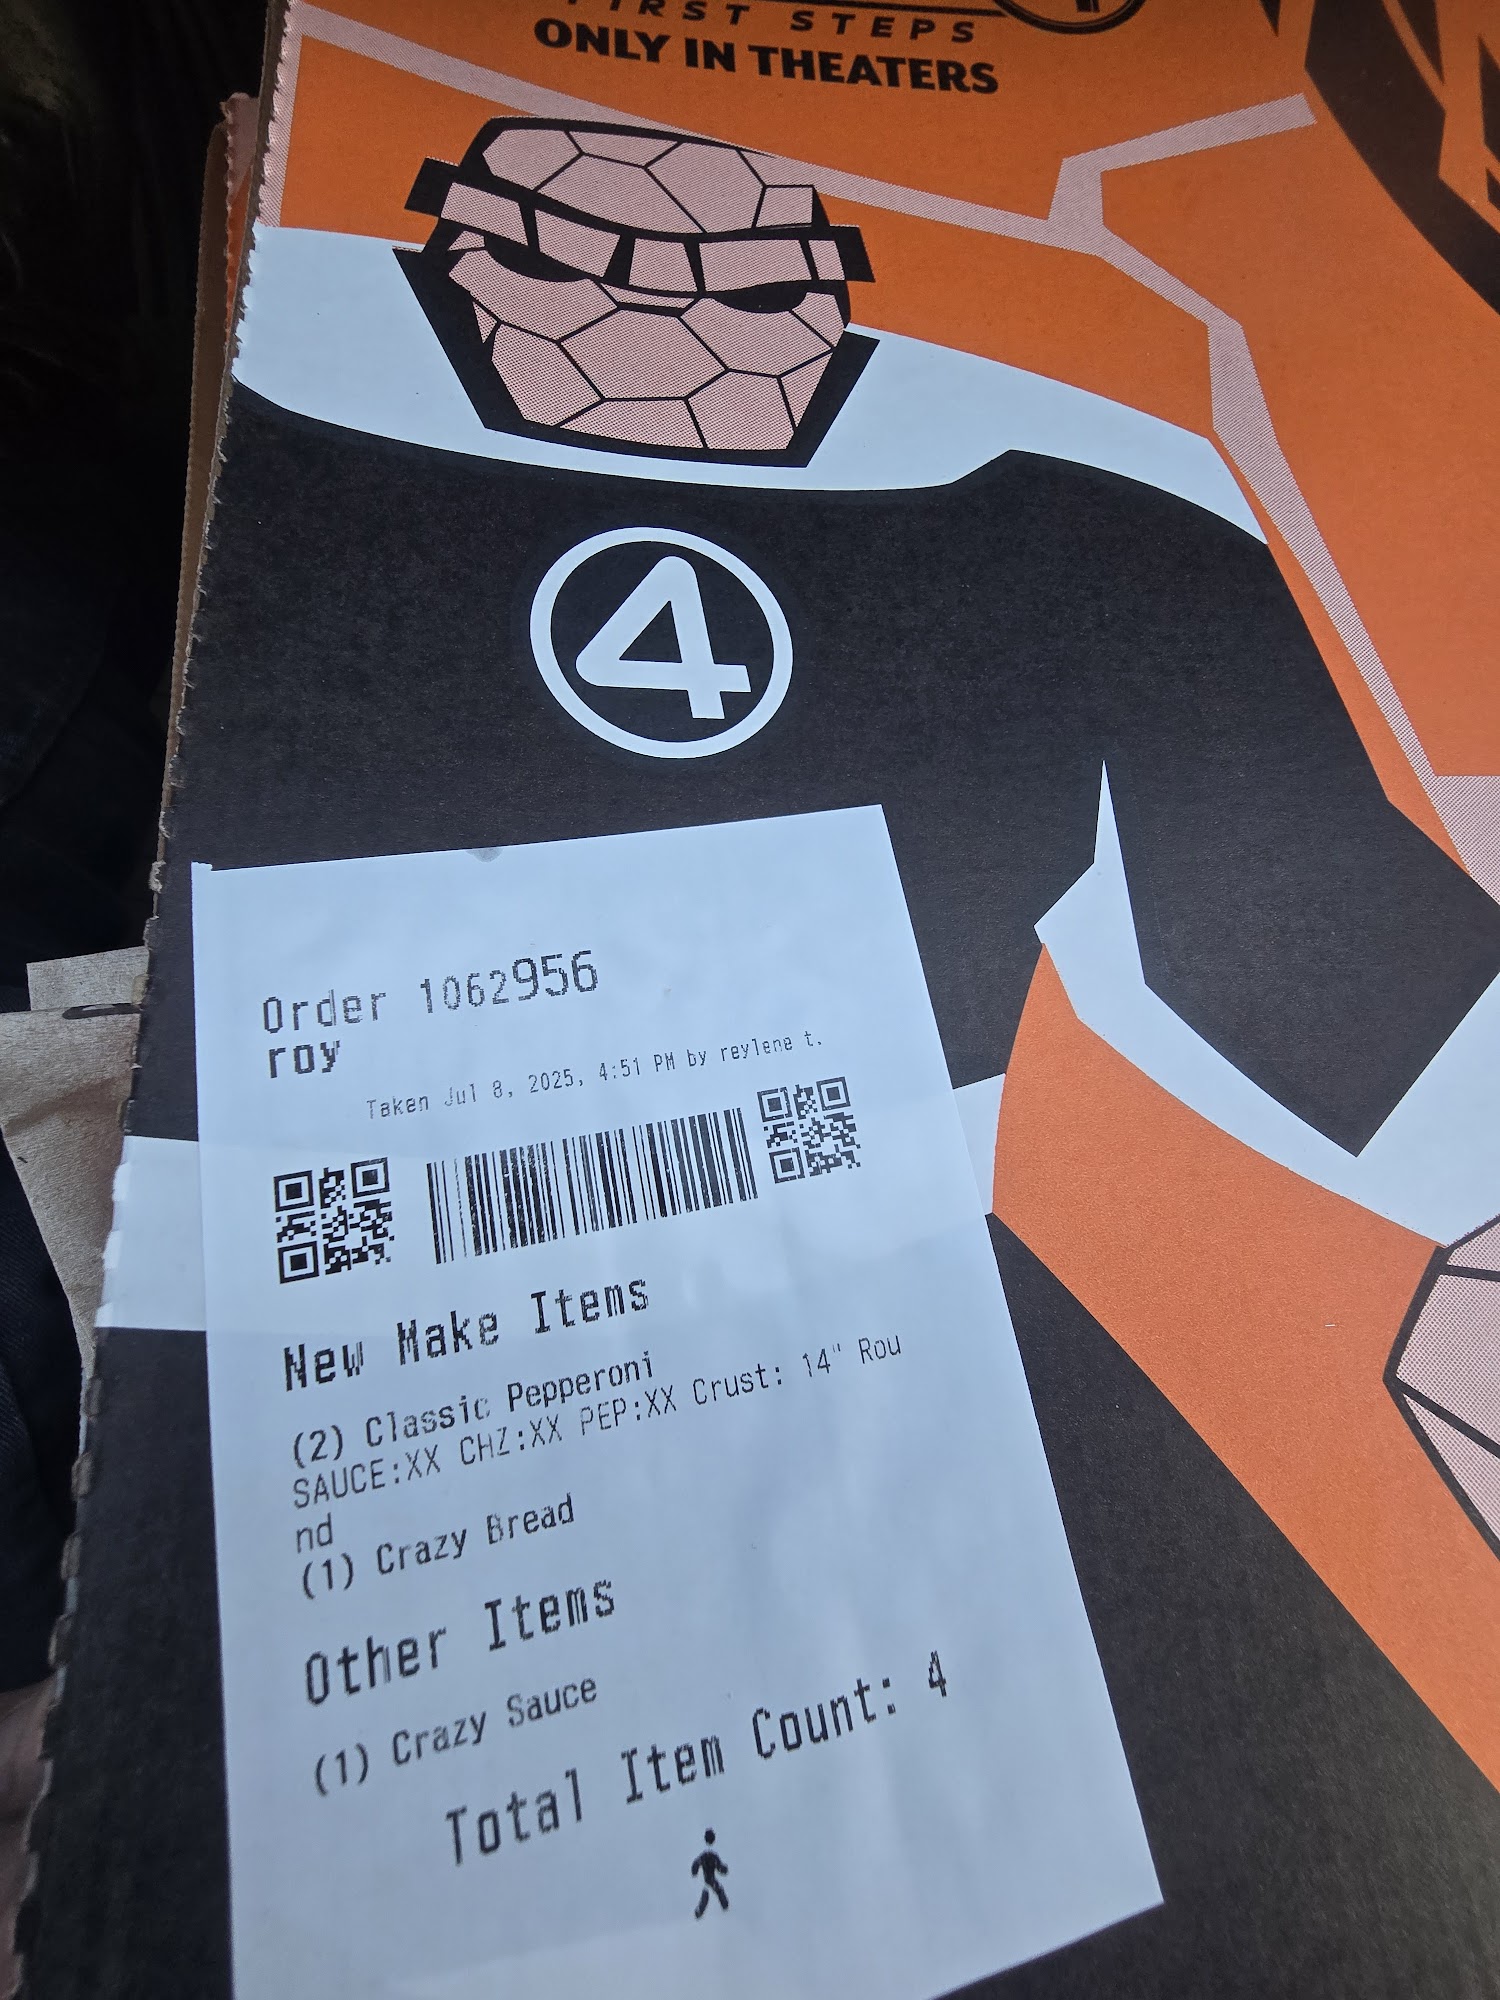 FIRST STEPS
ONLY IN THEATERS
4
Order 1062956
roy
Taken Jul 8, 2025, 4:51 PM by reylene t.
New Make Items
(2) Classic Pepperoni
SAUCE:XX CHZ:XX PEP:XX Crust: 14" Rou
nd
(1) Crazy Bread
Other Items
(1) Crazy Sauce
Total Item Count: 4